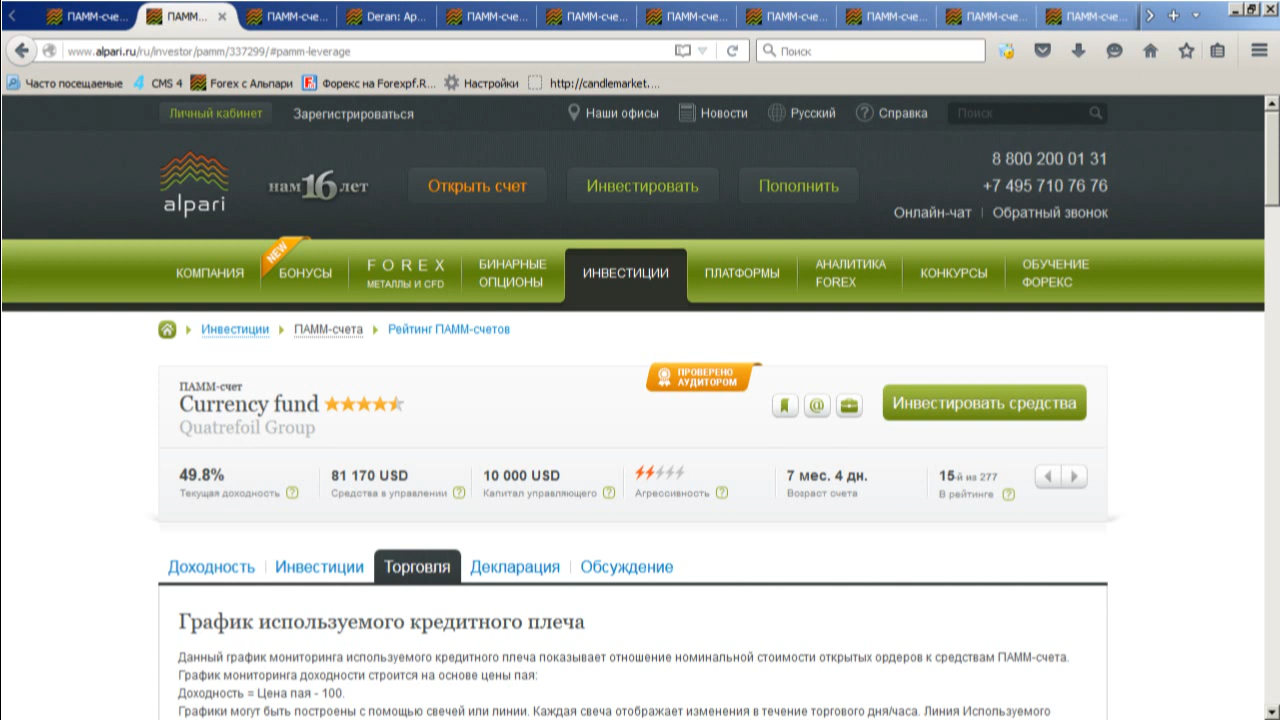 ПАММ-сче...
ПАММ...
ПАММ-сче...
Deran: Ap...
ПАММ-сче...
ПАММ-сче...
ПАММ-сче...
ПАММ-сче...
ПАММ-сче...
ПАММ-сче...
ПАММ-сче...
www.alpari.ru/ru/investor/pamm/337299/#pamm-leverage
Поиск
Часто посещаемые CMS 4 Forex с Альпари Форекс на Forexpf.R... Настройки http://candlemarket....
Личный кабинет Зарегистрироваться Наши офисы Новости Русский Справка Поиск
8 800 200 01 31
нам 16 лет Открыть счет Инвестировать Пополнить +7 495 710 76 76
alpari
Онлайн-чат | Обратный звонок
NEW
КОМПАНИЯ
БОНУСЫ
FOREX
МЕТАЛЛЫ И CFD
БИНАРНЫЕ
ОПЦИОНЫ
ИНВЕСТИЦИИ
ПЛАТФОРМЫ
АНАЛИТИКА
FOREX
КОНКУРСЫ
ОБУЧЕНИЕ
ФОРЕКС
Инвестиции ПАММ-счета Рейтинг ПАММ-счетов
ПРОВЕРЕНО
АУДИТОРОМ
ПАММ-счет
Currency fund
Quatrefoil Group
@
Инвестировать средства
49.8%
Текущая доходность ?
81 170 USD
Средства в управлении ?
10 000 USD
Капитал управляющего ?
Агрессивность ?
7 мес. 4 дн.
Возраст счета
15-й из 277
В рейтинге ?
Доходность | Инвестиции Торговля Декларация | Обсуждение
График используемого кредитного плеча
Данный график мониторинга используемого кредитного плеча показывает отношение номинальной стоимости открытых ордеров к средствам ПАММ-счета.
График мониторинга доходности строится на основе цены пая:
Доходность = Цена пая - 100.
Графики могут быть построены с помощью свечей или линии. Каждая свеча отображает изменения в течение торгового дня/часа. Линия Используемого